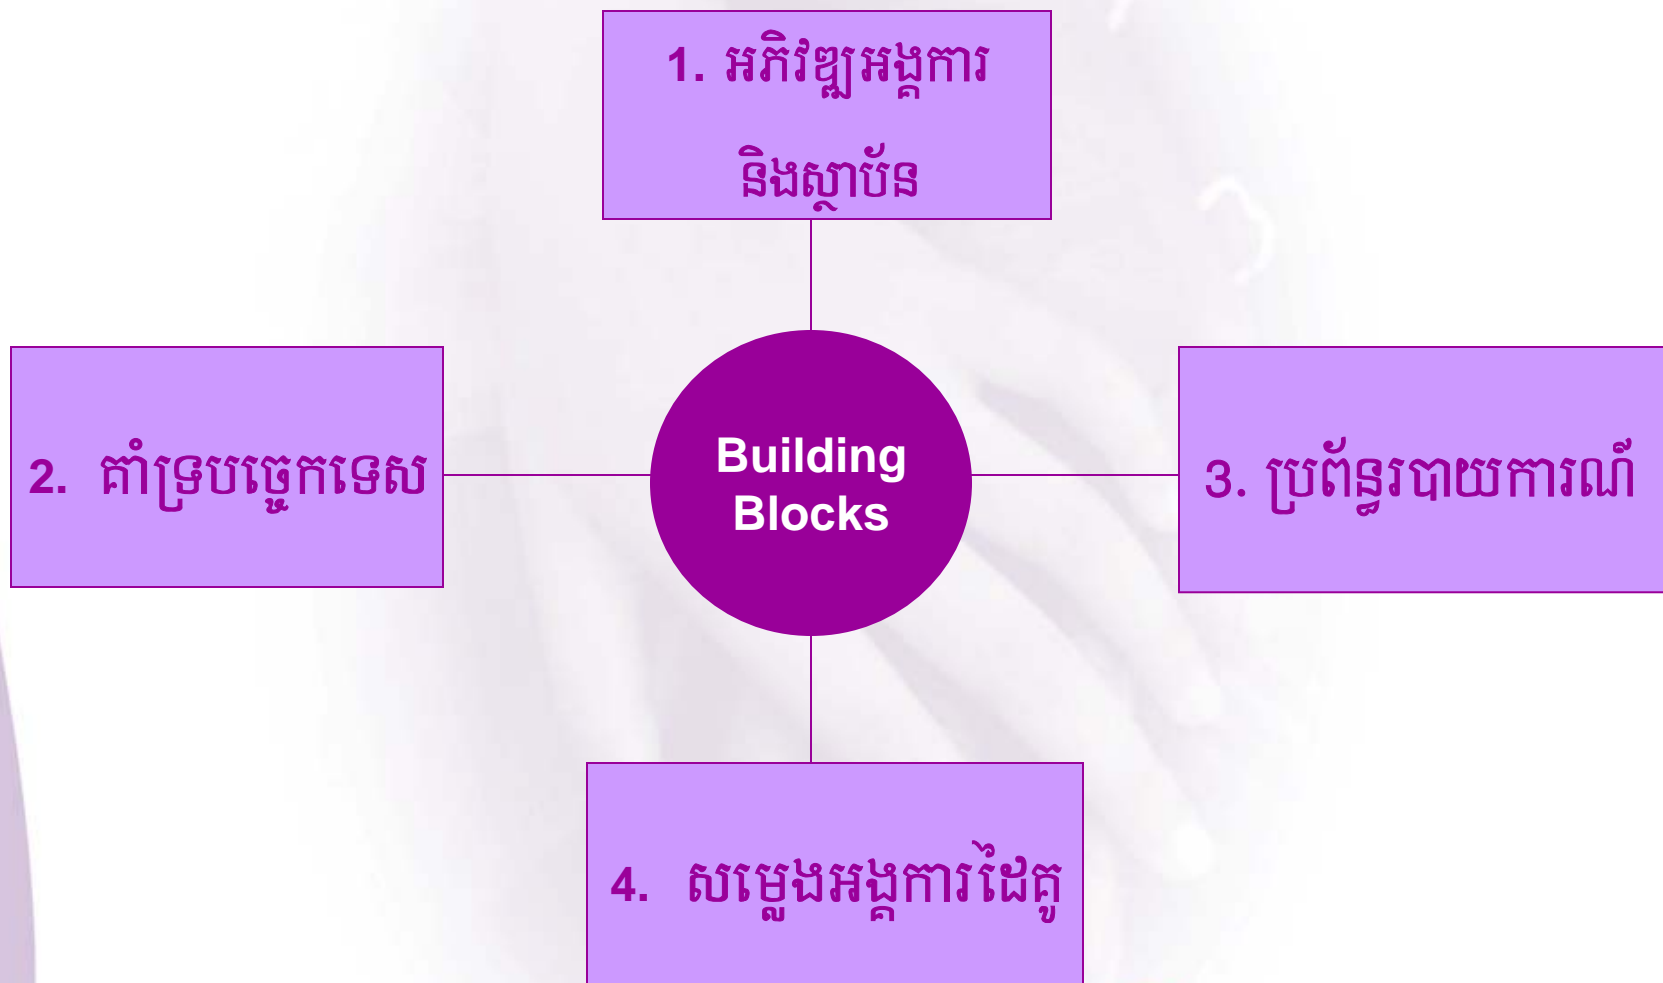 1. អភិវឌ្ឍអង្គការ
និងស្ថាប័ន
2. គាំទ្របច្ចេកទេស
Building
Blocks
3. ប្រព័ន្ធរបាយការណ៍
4. សម្លេងអង្គការដៃគូ